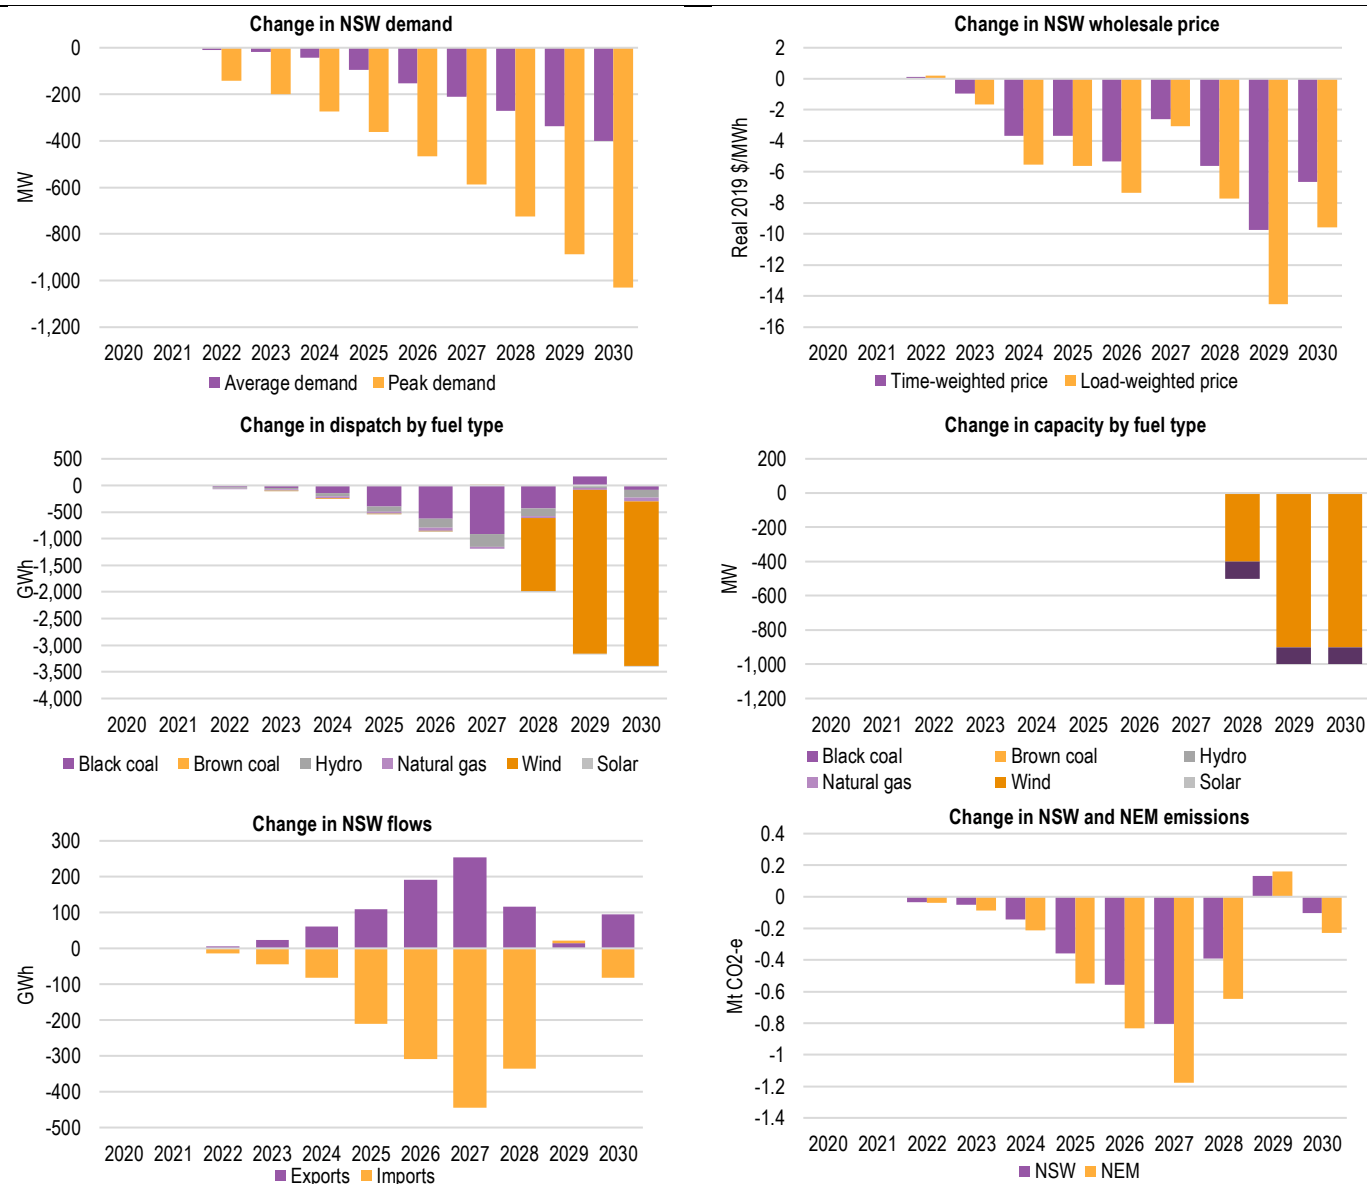 Change in NSW demand
0
-200
-400
-600
-800
-1,000
-1,200
MW
2020 2021 2022 2023 2024 2025 2026 2027 2028 2029 2030
Average demand Peak demand
Change in NSW wholesale price
2
0
-2
-4
-6
-8
-10
-12
-14
-16
Real 2019 $/MWh
2020 2021 2022 2023 2024 2025 2026 2027 2028 2029 2030
Time-weighted price Load-weighted price
Change in dispatch by fuel type
500
0
-500
-1,000
-1,500
-2,000
-2,500
-3,000
-3,500
-4,000
GWh
2020 2021 2022 2023 2024 2025 2026 2027 2028 2029 2030
Black coal Brown coal Hydro Natural gas Wind Solar
Change in capacity by fuel type
200
0
-200
-400
-600
-800
-1,000
-1,200
MW
2020 2021 2022 2023 2024 2025 2026 2027 2028 2029 2030
Black coal Brown coal Hydro
Natural gas Wind Solar
Change in NSW flows
300
200
100
0
-100
-200
-300
-400
-500
GWh
2020 2021 2022 2023 2024 2025 2026 2027 2028 2029 2030
Exports Imports
Change in NSW and NEM emissions
0.4
0.2
0
-0.2
-0.4
-0.6
-0.8
-1
-1.2
-1.4
Mt CO2-e
2020 2021 2022 2023 2024 2025 2026 2027 2028 2029 2030
NSW NEM